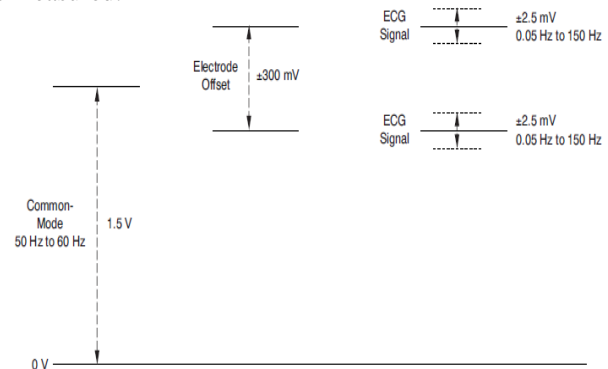 ECG
Signal
±2.5 mV
0.05 Hz to 150 Hz
Electrode
Offset
±300 mV
ECG
Signal
±2.5 mV
0.05 Hz to 150 Hz
Common-
Mode
50 Hz to 60 Hz
1.5 V
0 V